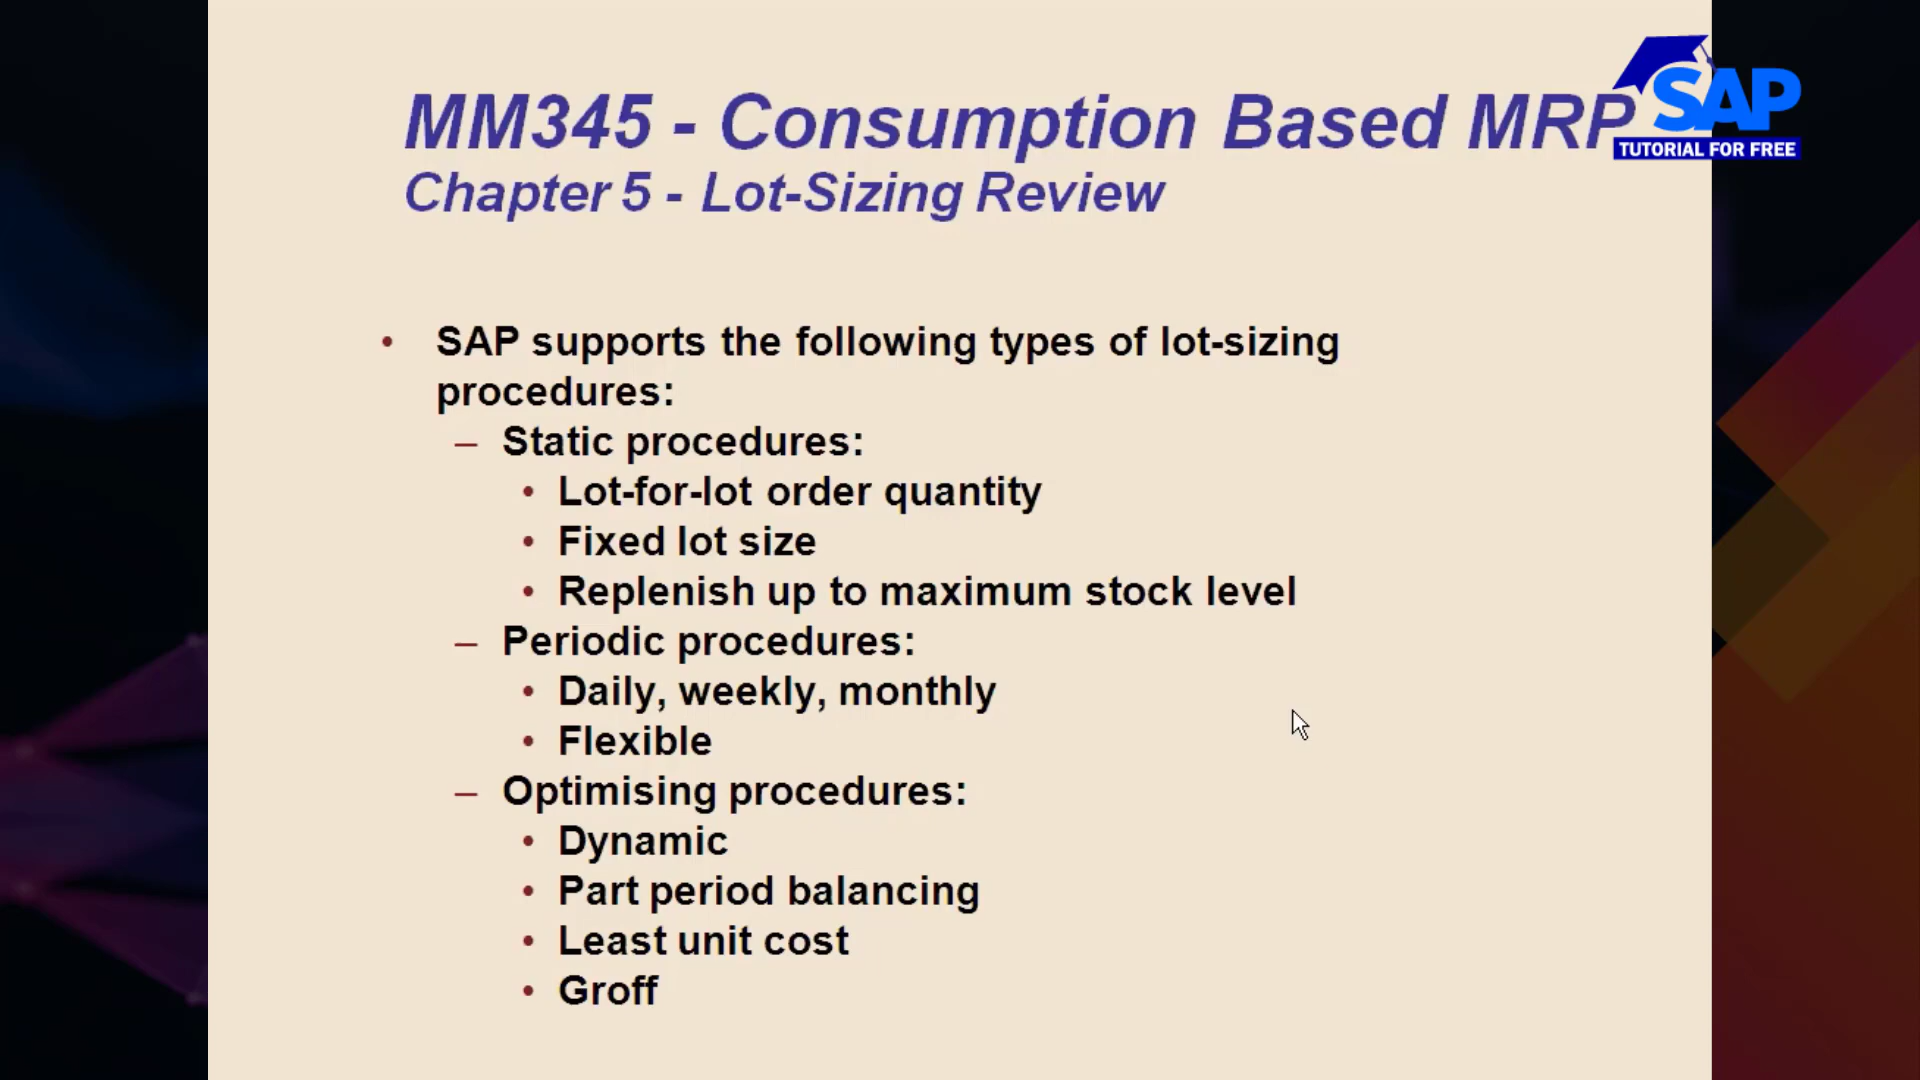 MM345 - Consumption Based MRP
SAP
TUTORIAL FOR FREE
Chapter 5 - Lot-Sizing Review
• SAP supports the following types of lot-sizing
procedures:
– Static procedures:
• Lot-for-lot order quantity
• Fixed lot size
• Replenish up to maximum stock level
– Periodic procedures:
• Daily, weekly, monthly
• Flexible
– Optimising procedures:
• Dynamic
• Part period balancing
• Least unit cost
• Groff